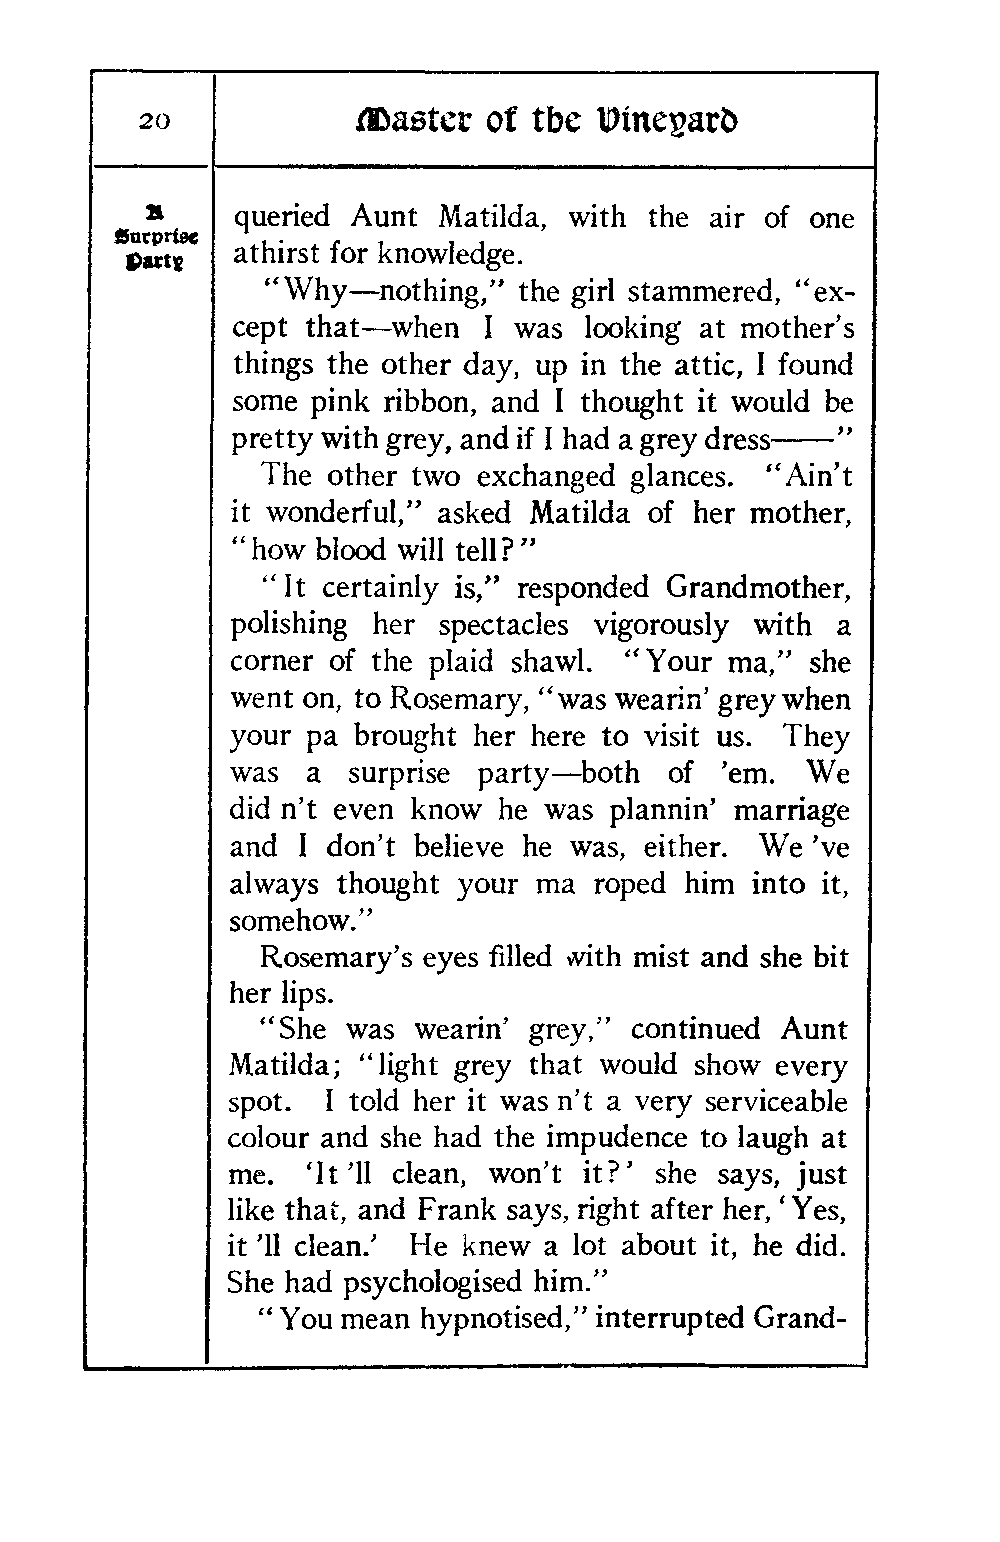 20
Master of the Vineyard
A
Surprise
Party
queried Aunt Matilda, with the air of one
athirst for knowledge.
“Why—nothing,” the girl stammered, “ex-
cept that—when I was looking at mother’s
things the other day, up in the attic, I found
some pink ribbon, and I thought it would be
pretty with grey, and if I had a grey dress——”
The other two exchanged glances. “Ain’t
it wonderful,” asked Matilda of her mother,
“how blood will tell?”
“It certainly is,” responded Grandmother,
polishing her spectacles vigorously with a
corner of the plaid shawl. “Your ma,” she
went on, to Rosemary, “was wearin’ grey when
your pa brought her here to visit us. They
was a surprise party—both of ’em. We
did n’t even know he was plannin’ marriage
and I don’t believe he was, either. We ’ve
always thought your ma roped him into it,
somehow.”
Rosemary’s eyes filled with mist and she bit
her lips.
“She was wearin’ grey,” continued Aunt
Matilda; “light grey that would show every
spot. I told her it was n’t a very serviceable
colour and she had the impudence to laugh at
me. ‘It ’ll clean, won’t it?’ she says, just
like that, and Frank says, right after her, ‘Yes,
it ’ll clean.’ He knew a lot about it, he did.
She had psychologised him.”
“You mean hypnotised,” interrupted Grand-